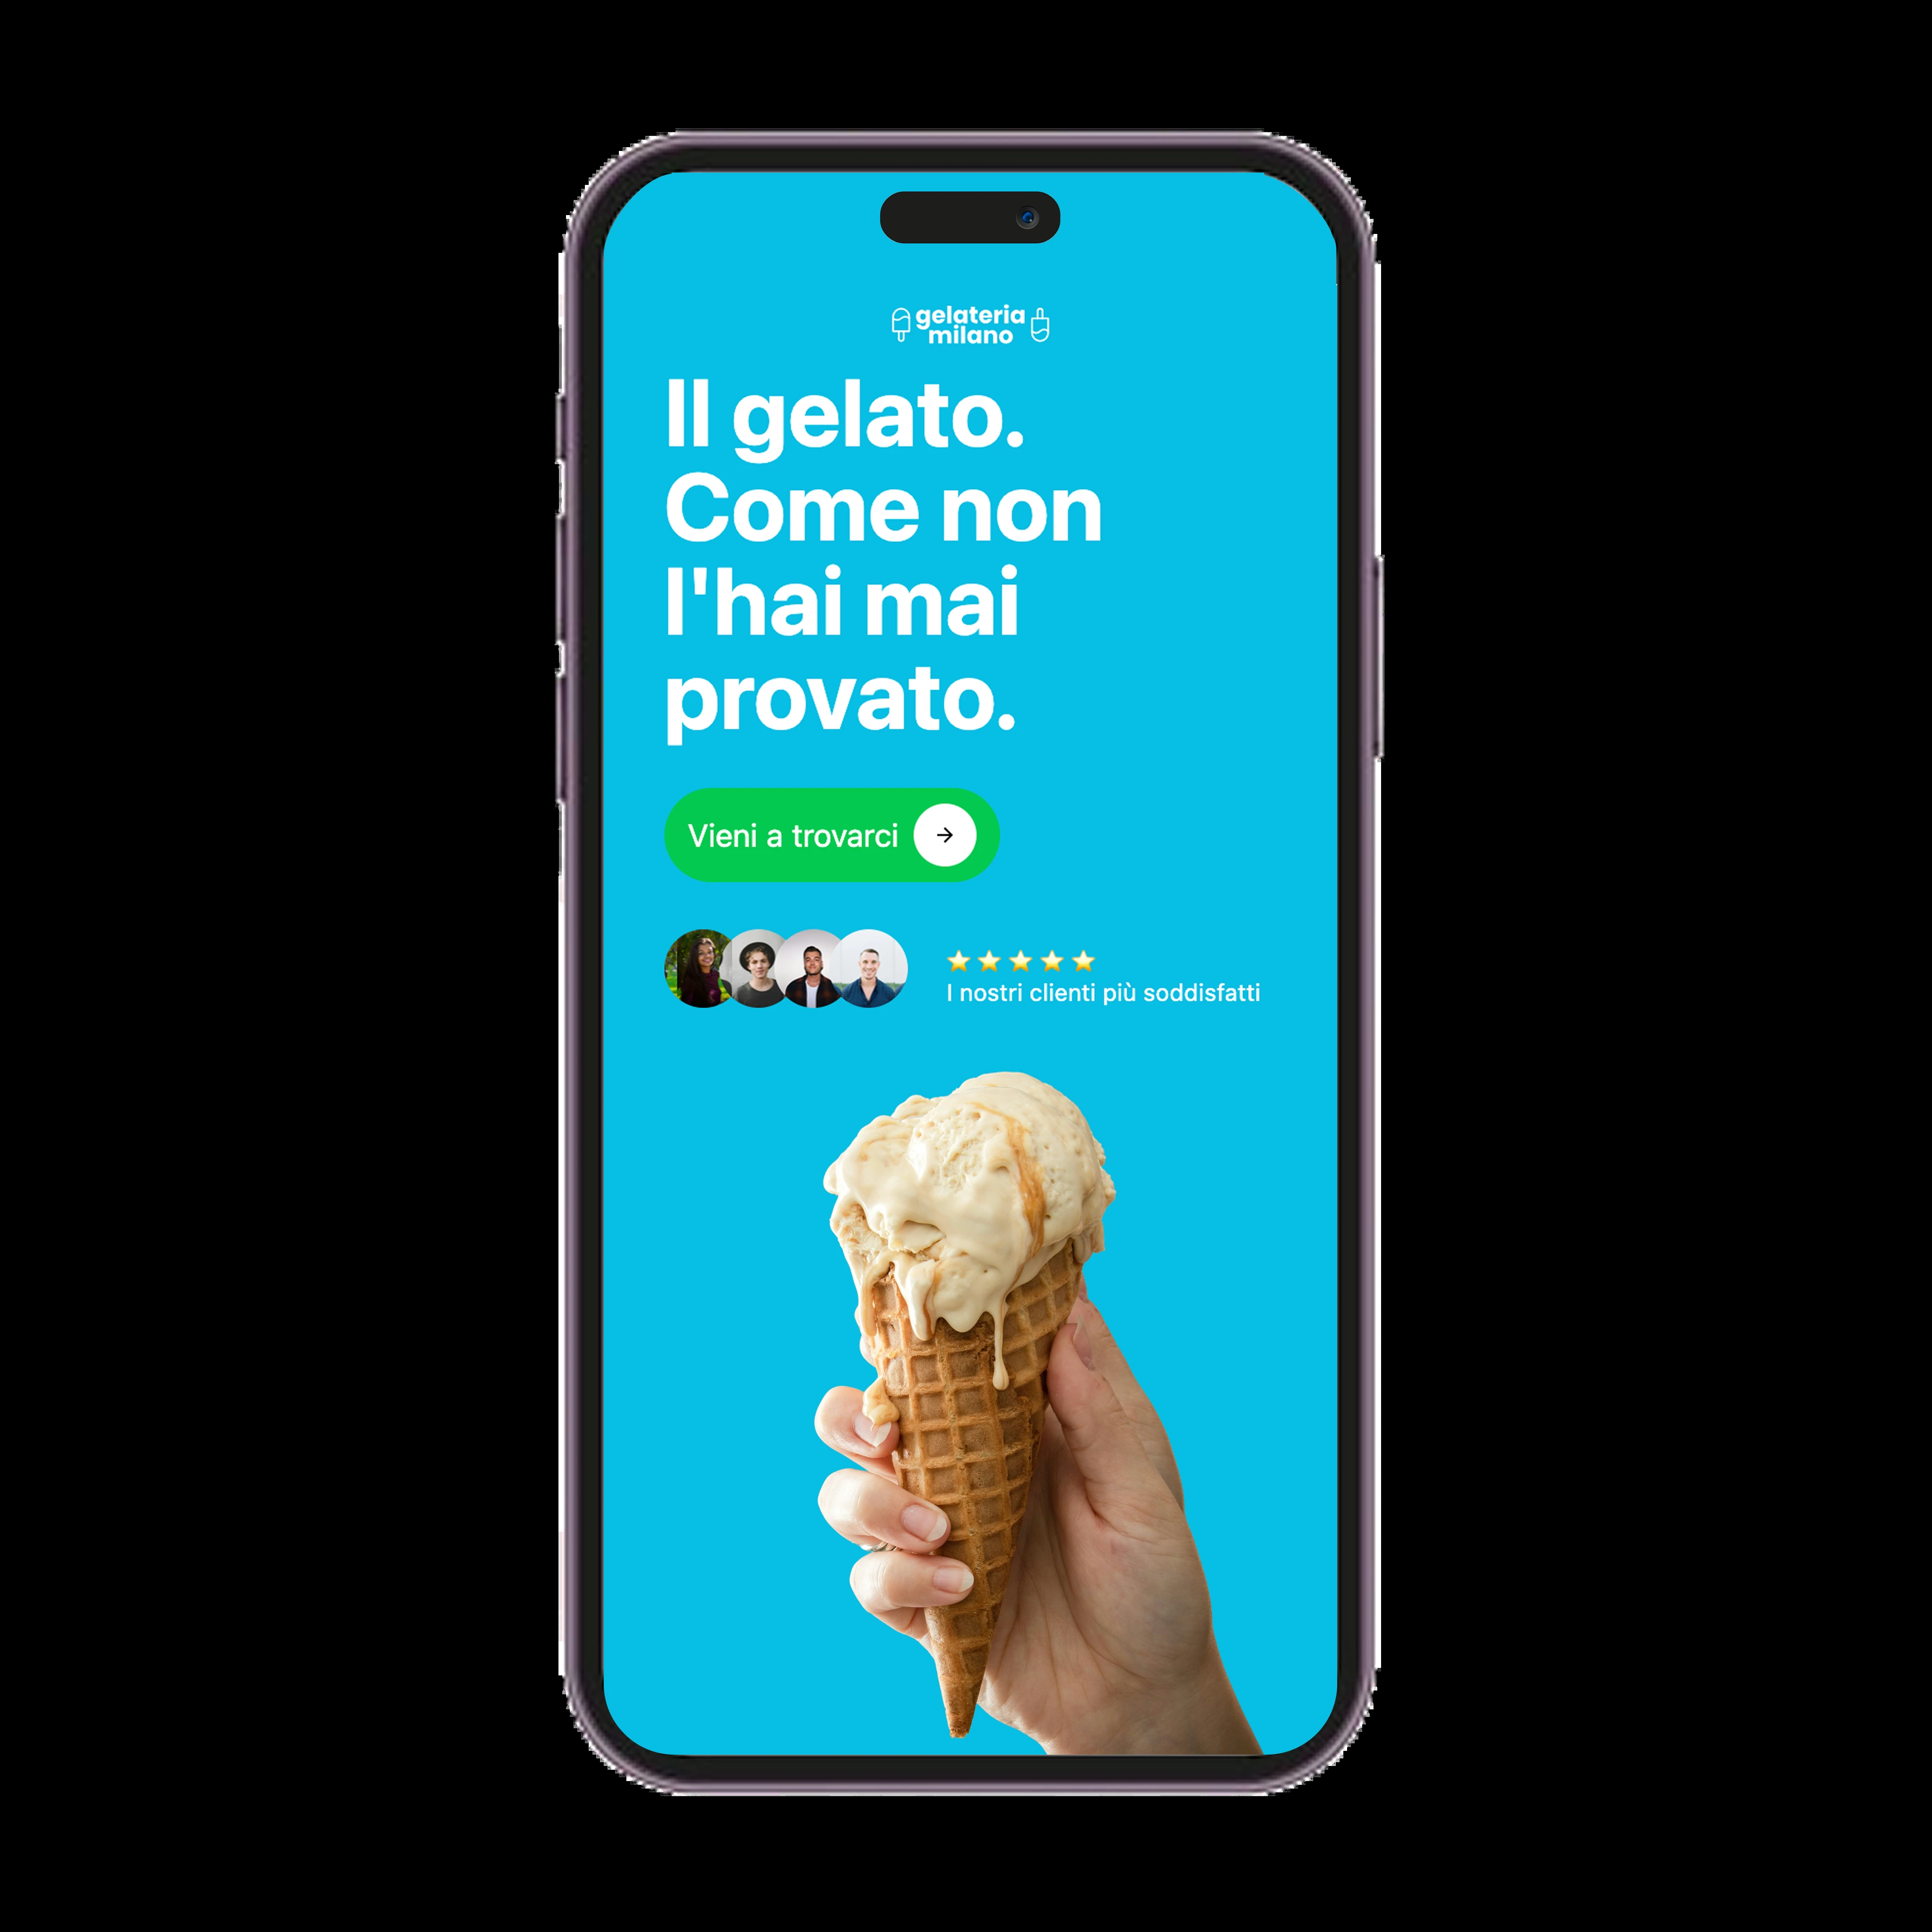 gelateria
milano
Il gelato.
Come non
l'hai mai
provato.
Vieni a trovarci
I nostri clienti più soddisfatti